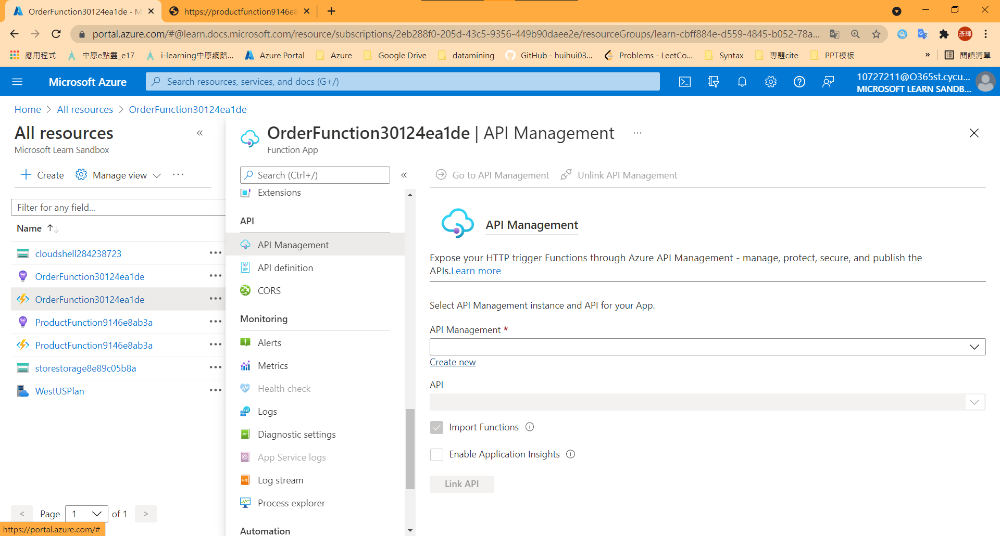 OrderFunction30124ea1de - M
https://productfunction9146e8
portal.azure.com/#@learn.docs.microsoft.com/resource/subscriptions/2eb288f0-205d-43c5-9356-449b90daee2e/resourceGroups/learn-cbff884e-d559-4845-b052-78a...
彥輝
應用程式
中原e點靈_e17
i-learning中原網路...
Azure Portal
Azure
Google Drive
datamining
GitHub - huihui03...
Problems - LeetCo...
Syntax
專題cite
PPT模板
»
閱讀清單
Microsoft Azure
Search resources, services, and docs (G+/)
10727211@O365st.cycu...
MICROSOFT LEARN SANDB...
Home > All resources > OrderFunction30124ea1de
All resources
«
Microsoft Learn Sandbox
Create
Manage view
...
Filter for any field...
Name
cloudshell284238723
OrderFunction30124ea1de
OrderFunction30124ea1de
ProductFunction9146e8ab3a
ProductFunction9146e8ab3a
storestorage8e89c05b8a
WestUSPlan
< Page 1 of 1 >
https://portal.azure.com/#
OrderFunction30124ea1de | API Management
...
Function App
Search (Ctrl+/)
«
Extensions
API
API Management
API definition
CORS
Monitoring
Alerts
Metrics
Health check
Logs
Diagnostic settings
App Service logs
Log stream
Process explorer
Automation
Go to API Management
Unlink API Management
API Management
Expose your HTTP trigger Functions through Azure API Management - manage, protect, secure, and publish the
APIs.Learn more
Select API Management instance and API for your App.
API Management *
Create new
API
Import Functions
Enable Application Insights
Link API